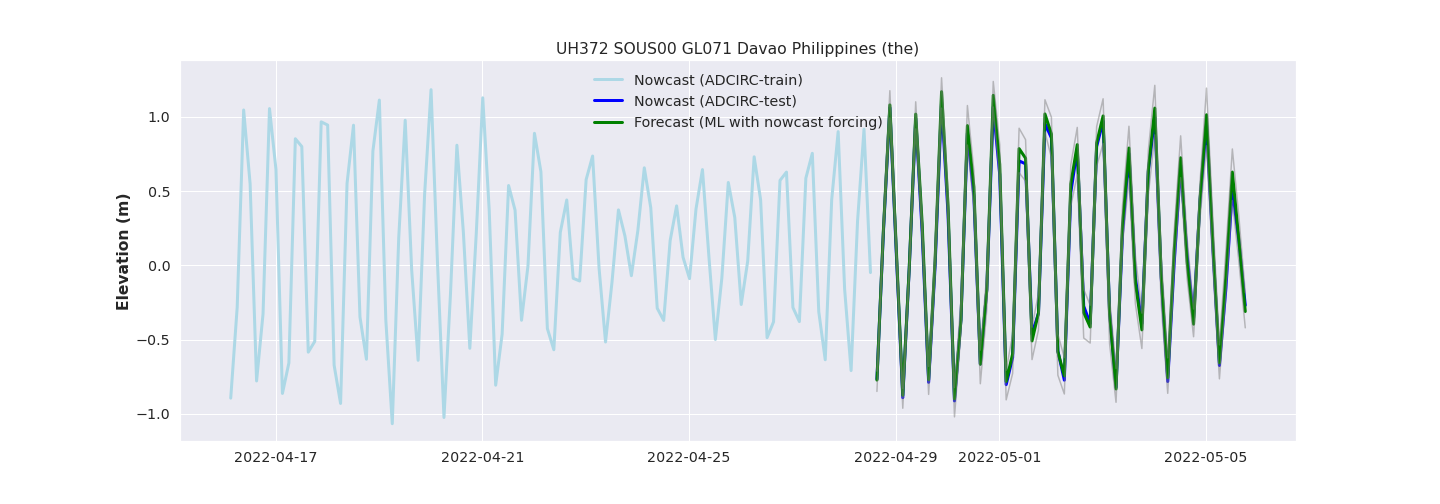 UH372 SOUS00 GL071 Davao Philippines (the)
Nowcast (ADCIRC-train)
Nowcast (ADCIRC-test)
Forecast (ML with nowcast forcing)
Elevation (m)
1.0
0.5
0.0
−0.5
−1.0
2022-04-17
2022-04-21
2022-04-25
2022-04-29
2022-05-01
2022-05-05